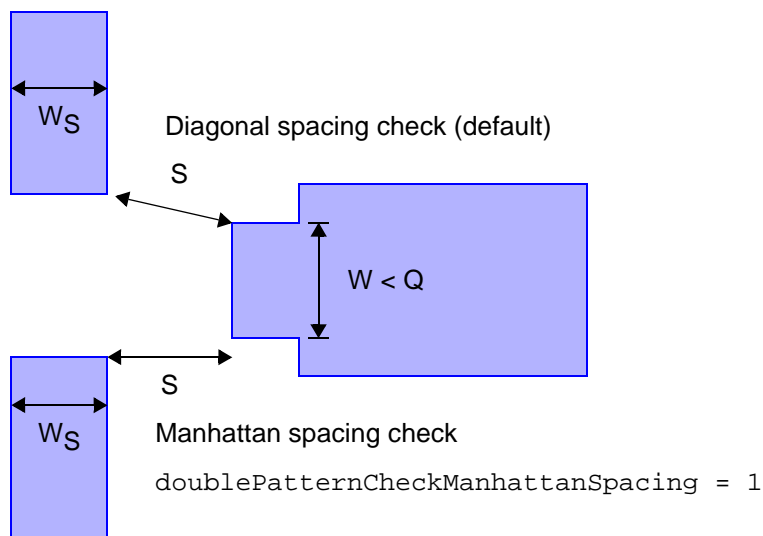 WS
Diagonal spacing check (default)
S
W < Q
S
WS
Manhattan spacing check
doublePatternCheckManhattanSpacing = 1